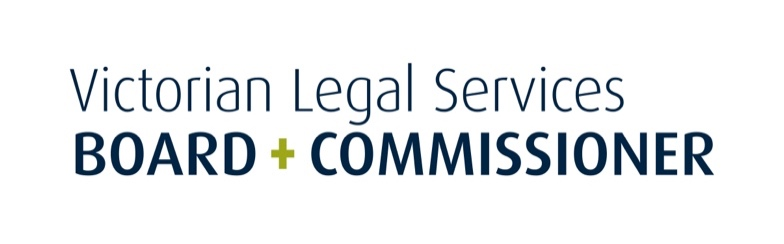 Victorian Legal Services
BOARD + COMMISSIONER